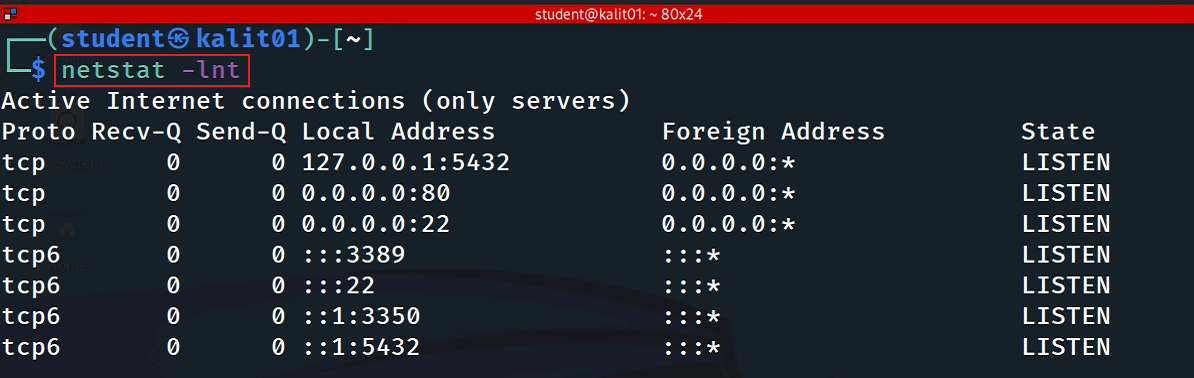 student@kalit01: ~ 80x24
┌──(student㉿kalit01)-[~]
└─$ netstat -lnt
Active Internet connections (only servers)
Proto Recv-Q Send-Q Local Address           Foreign Address         State
tcp        0      0 127.0.0.1:5432          0.0.0.0:*               LISTEN
tcp        0      0 0.0.0.0:80              0.0.0.0:*               LISTEN
tcp        0      0 0.0.0.0:22              0.0.0.0:*               LISTEN
tcp6       0      0 :::3389                 :::*                    LISTEN
tcp6       0      0 :::22                   :::*                    LISTEN
tcp6       0      0 ::1:3350                :::*                    LISTEN
tcp6       0      0 ::1:5432                :::*                    LISTEN